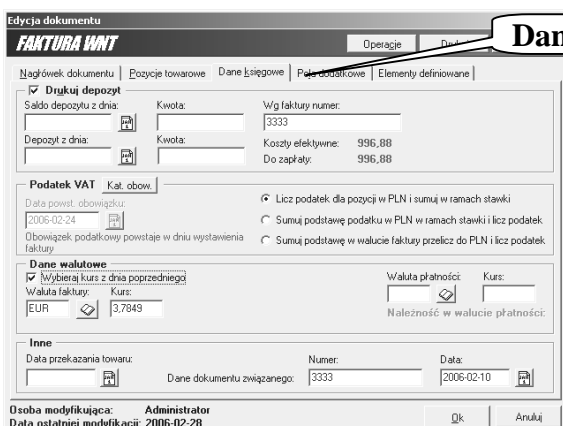 Edycja dokumentu
FAKTURA WNT
Operacje
Dan
Nagłówek dokumentu Pozycje towarowe Dane księgowe Pola dodatkowe Elementy definiowane
Drukuj depozyt
Saldo depozytu z dnia: Kwota: Wg faktury numer:
3333
Depozyt z dnia: Kwota: Koszty efektywne: 996,88
Do zapłaty: 996,88
Podatek VAT Kat. obow.
Data powst. obowiązku: Licz podatek dla pozycji w PLN i sumuj w ramach stawki
2006-02-24 Sumuj podstawę podatku w PLN w ramach stawki i licz podatek
Obowiązek podatkowy powstaje w dniu wystawienia faktury
Sumuj podstawę w walucie faktury przelicz do PLN i licz podatek
Dane walutowe
Wybieraj kurs z dnia poprzedniego Waluta płatności: Kurs:
Waluta faktury: Kurs:
EUR 3,7849
Należność w walucie płatności:
Inne
Data przekazania towaru: Numer: Data:
Dane dokumentu związanego: 3333 2006-02-10
Osoba modyfikująca: Administrator
Data ostatniej modyfikacji: 2006-02-28
Ok Anuluj